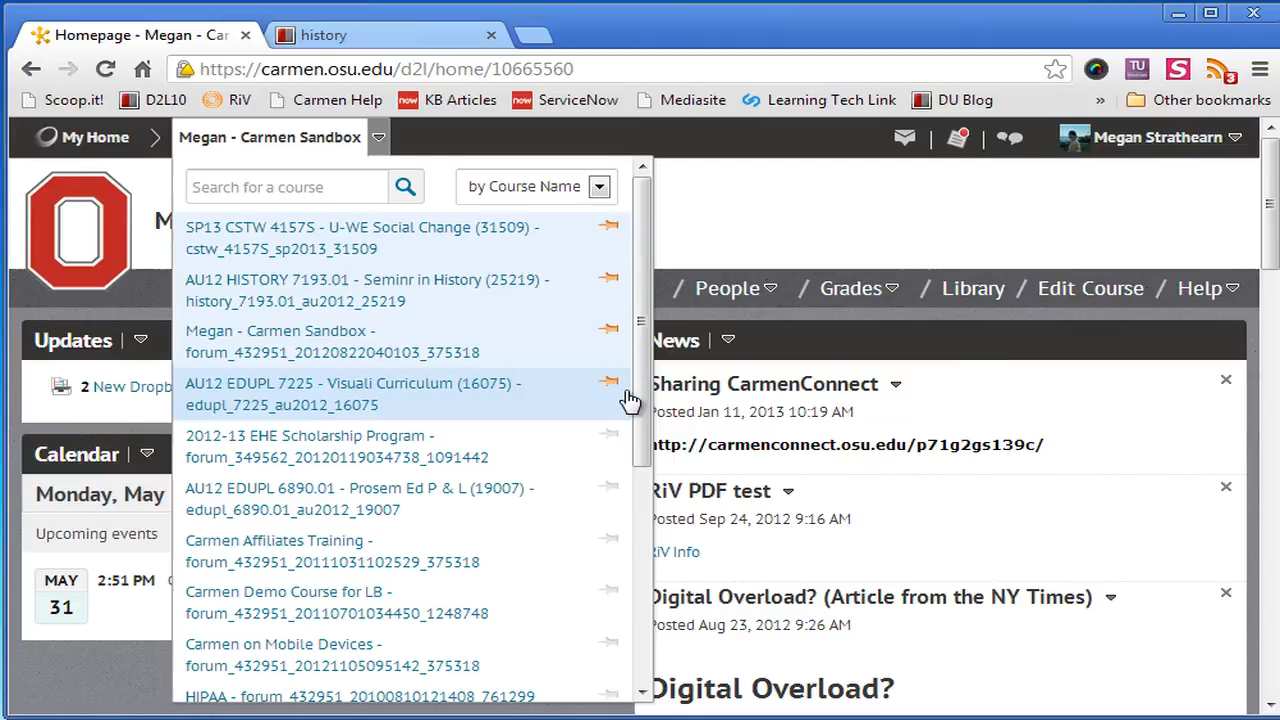 Homepage - Megan - Car
history
https://carmen.osu.edu/d2l/home/10665560
3
Scoop.it! D2L10 RiV Carmen Help now KB Articles now ServiceNow Mediasite Learning Tech Link DU Blog » Other bookmarks
My Home Megan - Carmen Sandbox Megan Strathearn
Search for a course by Course Name
M
SP13 CSTW 4157S - U-WE Social Change (31509) -
cstw_4157S_sp2013_31509
AU12 HISTORY 7193.01 - Seminr in History (25219) -
history_7193.01_au2012_25219
Megan - Carmen Sandbox -
forum_432951_20120822040103_375318
AU12 EDUPL 7225 - Visuali Curriculum (16075) -
edupl_7225_au2012_16075
2012-13 EHE Scholarship Program -
forum_349562_20120119034738_1091442
AU12 EDUPL 6890.01 - Prosem Ed P & L (19007) -
edupl_6890.01_au2012_19007
Carmen Affiliates Training -
forum_432951_20111031102529_375318
Carmen Demo Course for LB -
forum_432951_20110701034450_1248748
Carmen on Mobile Devices -
forum_432951_20121105095142_375318
HIPAA - forum_432951_20100810121408_761299
/ People / Grades / Library / Edit Course / Help
Updates
2 New Dropb
Calendar
Monday, May
Upcoming events
MAY 2:51 PM
31
News
Sharing CarmenConnect
Posted Jan 11, 2013 10:19 AM
http://carmenconnect.osu.edu/p71g2gs139c/
RiV PDF test
Posted Sep 24, 2012 9:16 AM
RiV Info
Digital Overload? (Article from the NY Times)
Posted Aug 23, 2012 9:26 AM
Digital Overload?